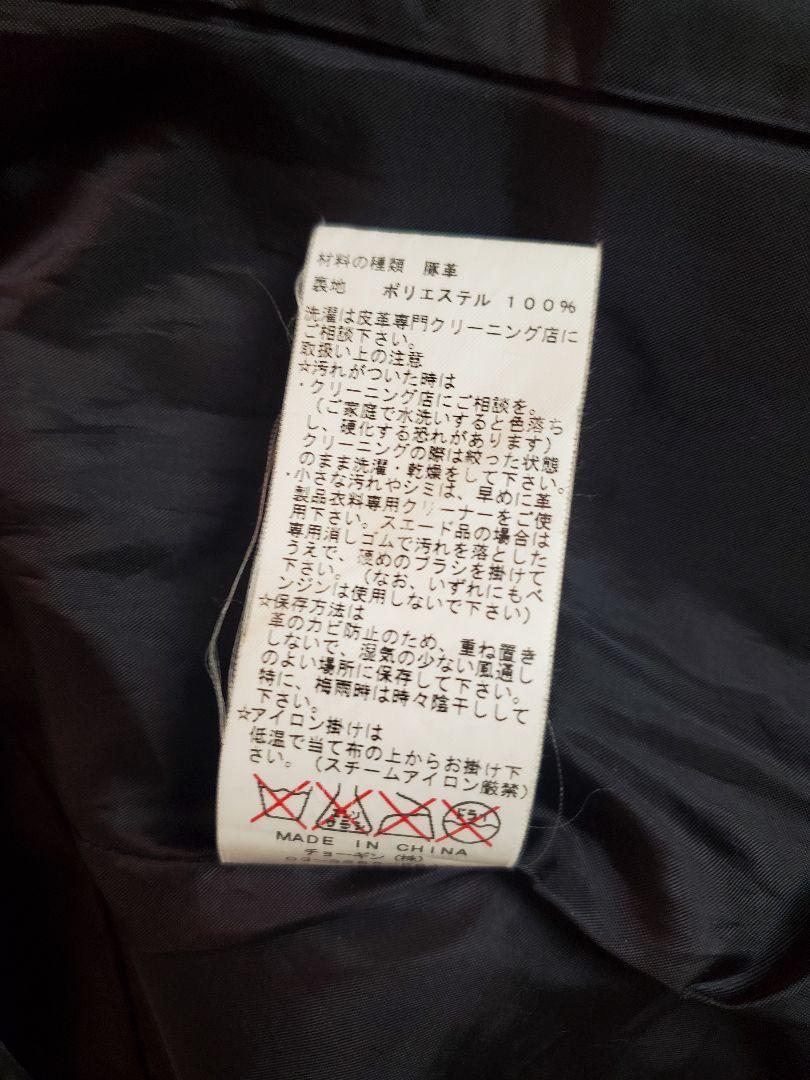 材料の種類　豚革
裏地　ポリエステル　100%
洗濯は皮革専門クリーニング店に
ご相談下さい。
取扱い上の注意
☆汚れがついた時は
・クリーニング店にご相談を。
（ご家庭で水洗いすると色落ち
し、硬化する恐れがあります）
クリーニングの際は絞った状態
のまま洗濯・乾燥をして下さい。
・小さな汚れやシミは、早めに革
製品衣料専用クリーナーをご使
用下さい。スエード品の場合は
専用消しゴムで汚れを落とした
うえで、硬めのブラシを掛けて
下さい。（なお、いずれにもベ
ンジンは使用しないで下さい）
☆保存方法は
革のカビ防止のため、重ね置き
しないで、湿気の少ない風通し
のよい場所に保存して下さい。
特に、梅雨時は時々陰干しして
下さい。
☆アイロン掛けは
低温で当て布の上からお掛け下
さい。（スチームアイロン厳禁）
エンソ
サラシ
ドライ
MADE IN CHINA
チョーギン（株）